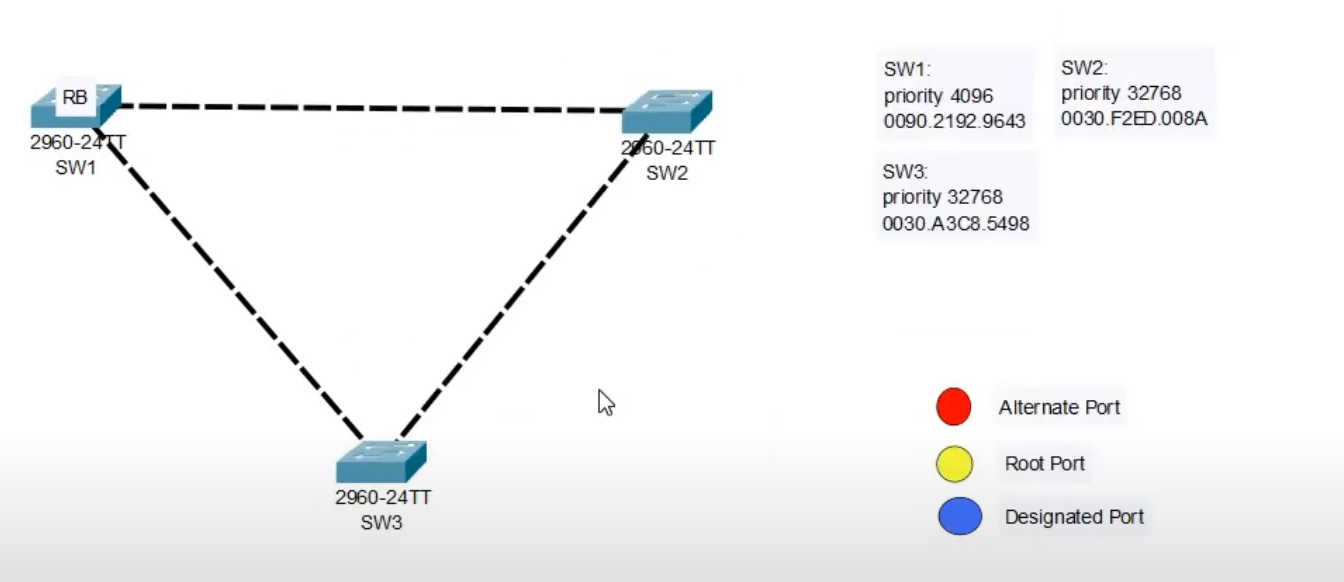 RB
2960-24TT
SW1
2960-24TT
SW2
2960-24TT
SW3
SW1:
priority 4096
0090.2192.9643
SW2:
priority 32768
0030.F2ED.008A
SW3:
priority 32768
0030.A3C8.5498
Alternate Port
Root Port
Designated Port